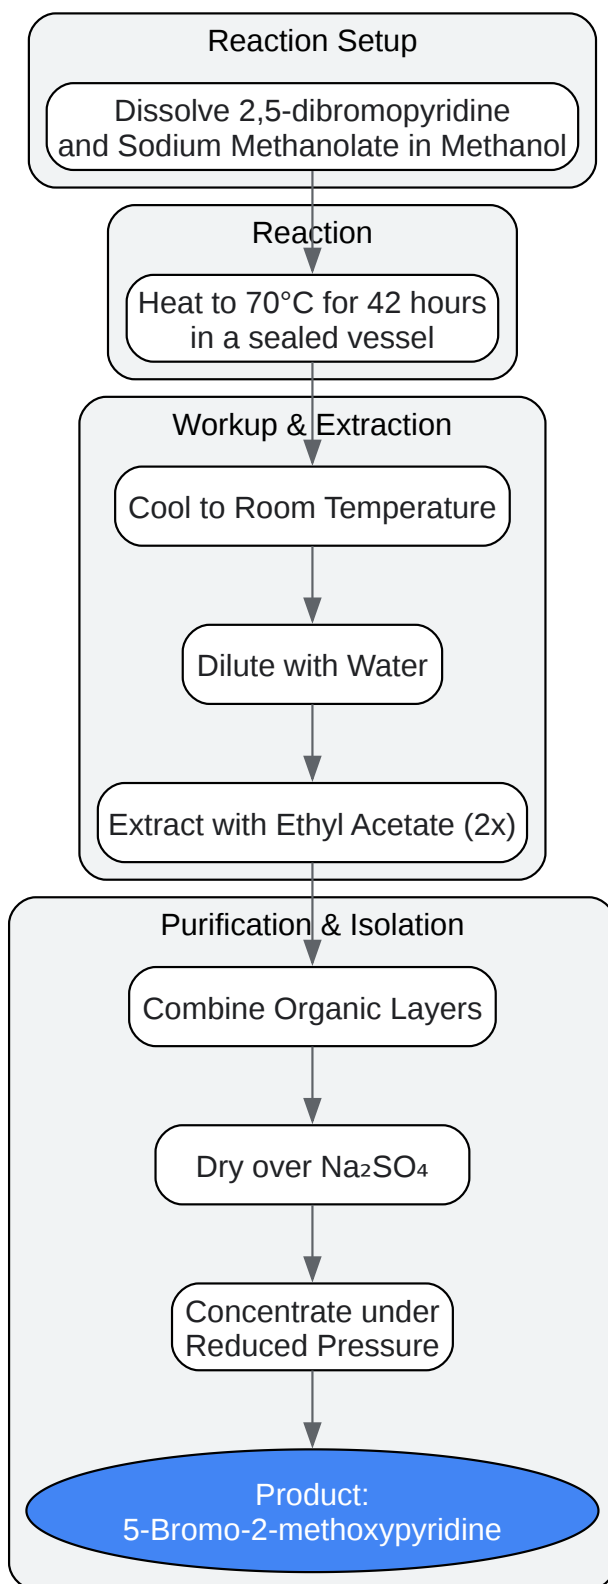 Reaction Setup
Dissolve 2,5-dibromopyridine
and Sodium Methanolate in Methanol
Reaction
Heat to 70°C for 42 hours
in a sealed vessel
Workup & Extraction
Cool to Room Temperature
Dilute with Water
Extract with Ethyl Acetate (2x)
Purification & Isolation
Combine Organic Layers
Dry over Na₂SO₄
Concentrate under
Reduced Pressure
Product:
5-Bromo-2-methoxypyridine